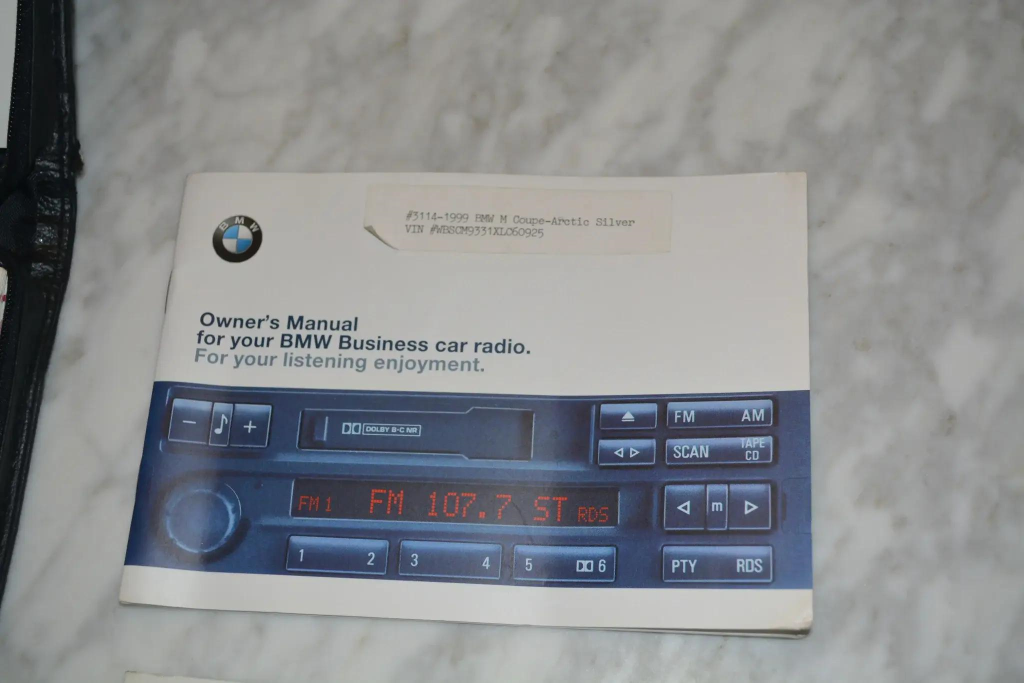 BMW
#3114-1999 BMW M Coupe-Arctic Silver
VIN #WBSCM9331XLC60925
Owner's Manual
for your BMW Business car radio.
For your listening enjoyment.
− +
DOLBY B-C NR
FM AM
SCAN TAPE CD
FM1 FM 107.7 ST RDS
m
1 2 3 4 5 6
PTY RDS